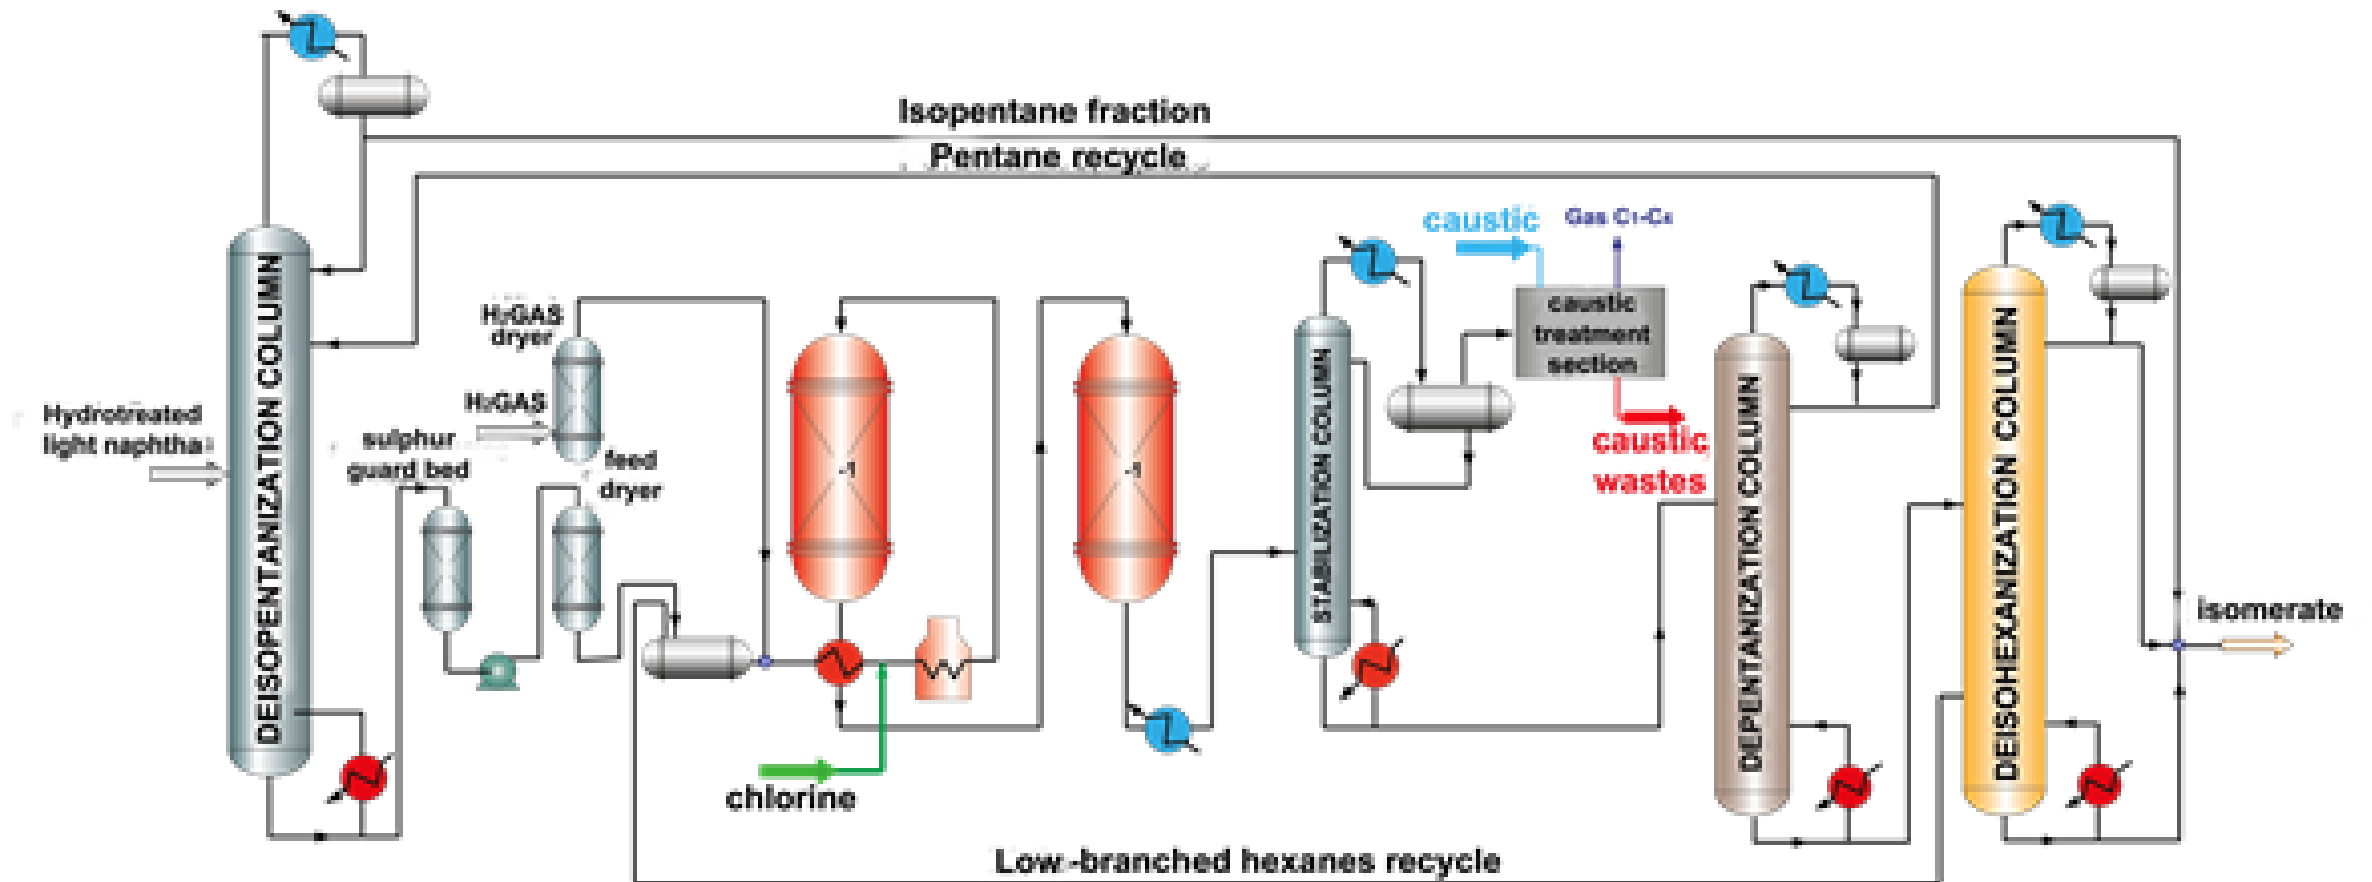 Isopentane fraction
Pentane recycle
DEISOPENTANIZATION COLUMN
Hydrotreated
light naphtha
H₂GAS
dryer
H₂GAS
sulphur
guard bed
feed
dryer
-1
-1
chlorine
STABILIZATION COLUMN
caustic
Gas C₁-C₄
caustic
treatment
section
caustic
wastes
DEPENTANIZATION COLUMN
DEISOHEXANIZATION COLUMN
isomerate
Low-branched hexanes recycle